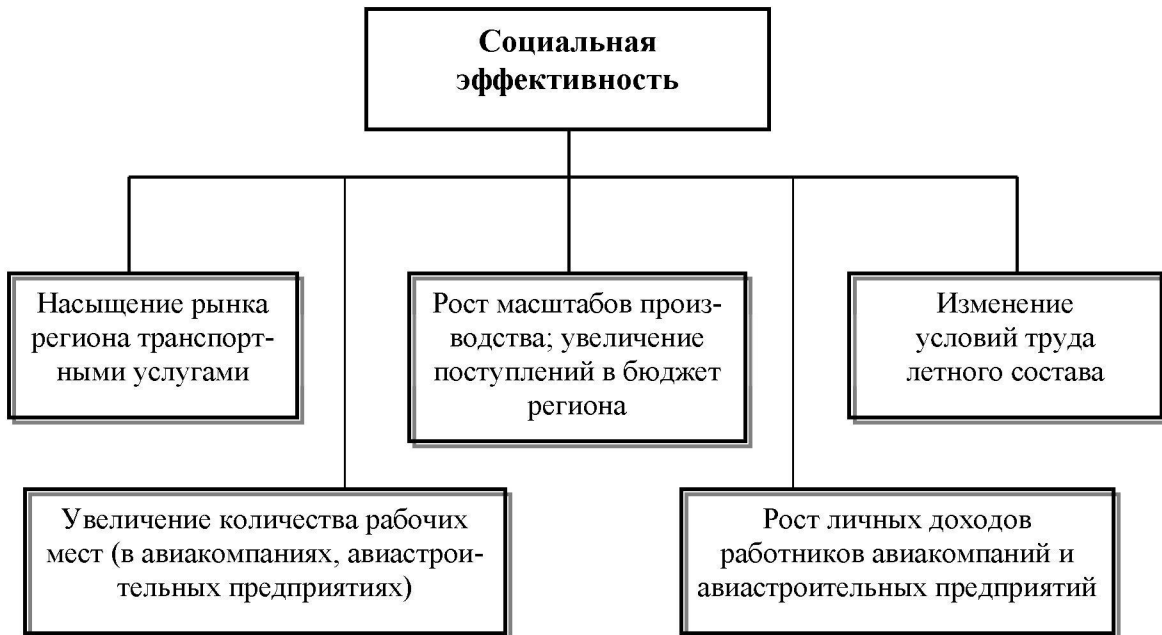 Социальная
эффективность
Насыщение рынка
региона транспорт-
ными услугами
Рост масштабов произ-
водства; увеличение
поступлений в бюджет
региона
Изменение
условий труда
летного состава
Увеличение количества рабочих
мест (в авиакомпаниях, авиастрои-
тельных предприятиях)
Рост личных доходов
работников авиакомпаний и
авиастроительных предприятий